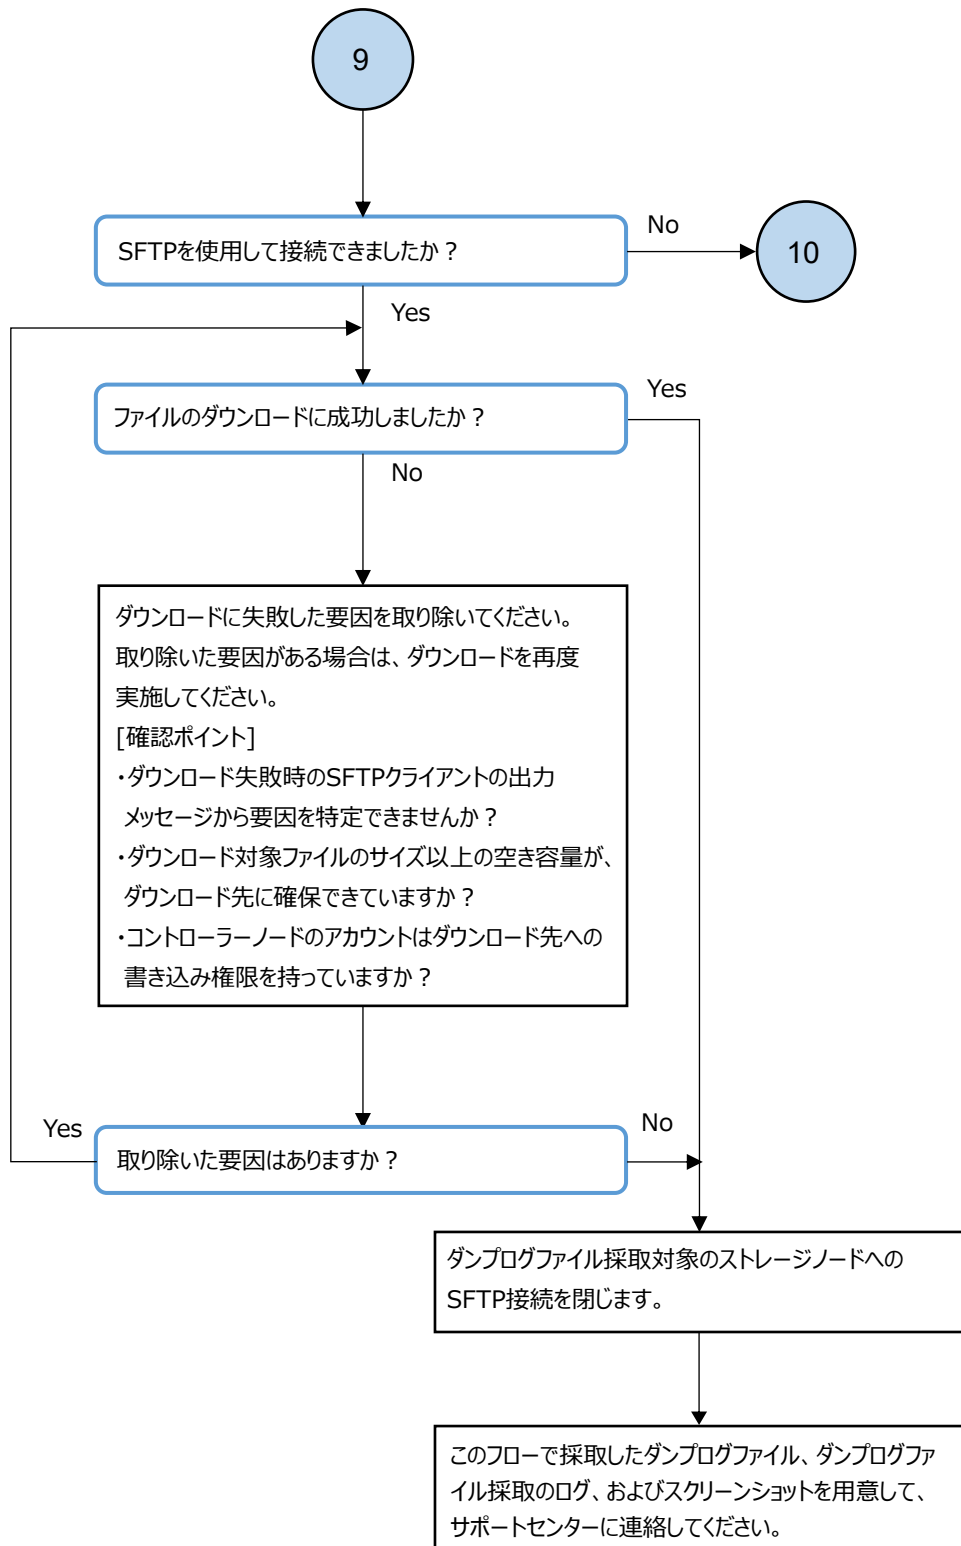 9
SFTPを使用して接続できましたか？
No
10
Yes
ファイルのダウンロードに成功しましたか？
Yes
No
ダウンロードに失敗した要因を取り除いてください。
取り除いた要因がある場合は、ダウンロードを再度
実施してください。
[確認ポイント]
・ダウンロード失敗時のSFTPクライアントの出力
メッセージから要因を特定できませんか？
・ダウンロード対象ファイルのサイズ以上の空き容量が、
ダウンロード先に確保できていますか？
・コントローラーノードのアカウントはダウンロード先への
書き込み権限を持っていますか？
Yes
取り除いた要因はありますか？
No
ダンプログファイル採取対象のストレージノードへの
SFTP接続を閉じます。
このフローで採取したダンプログファイル、ダンプログファ
イル採取のログ、およびスクリーンショットを用意して、
サポートセンターに連絡してください。